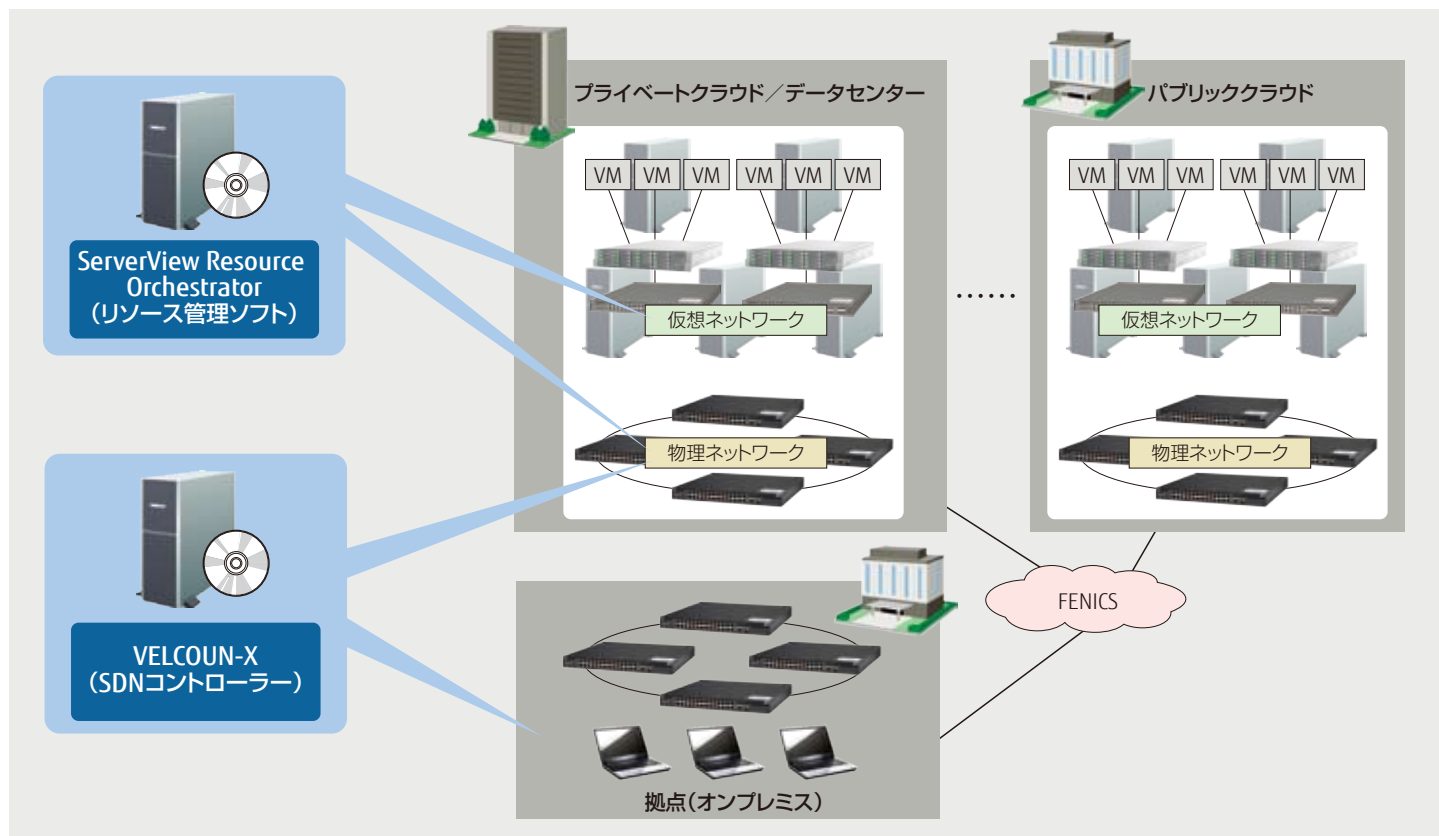 プライベートクラウド／データセンター
パブリッククラウド
VM VM VM VM VM VM
VM VM VM VM VM VM
ServerView Resource
Orchestrator
（リソース管理ソフト）
仮想ネットワーク
……
仮想ネットワーク
物理ネットワーク
物理ネットワーク
VELCOUN-X
（SDNコントローラー）
FENICS
拠点（オンプレミス）